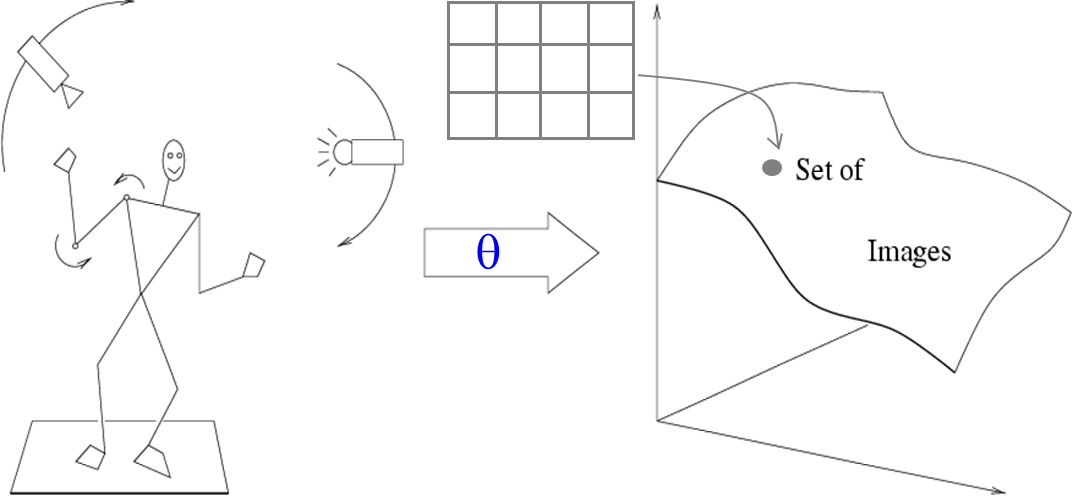 θ
Set of
Images